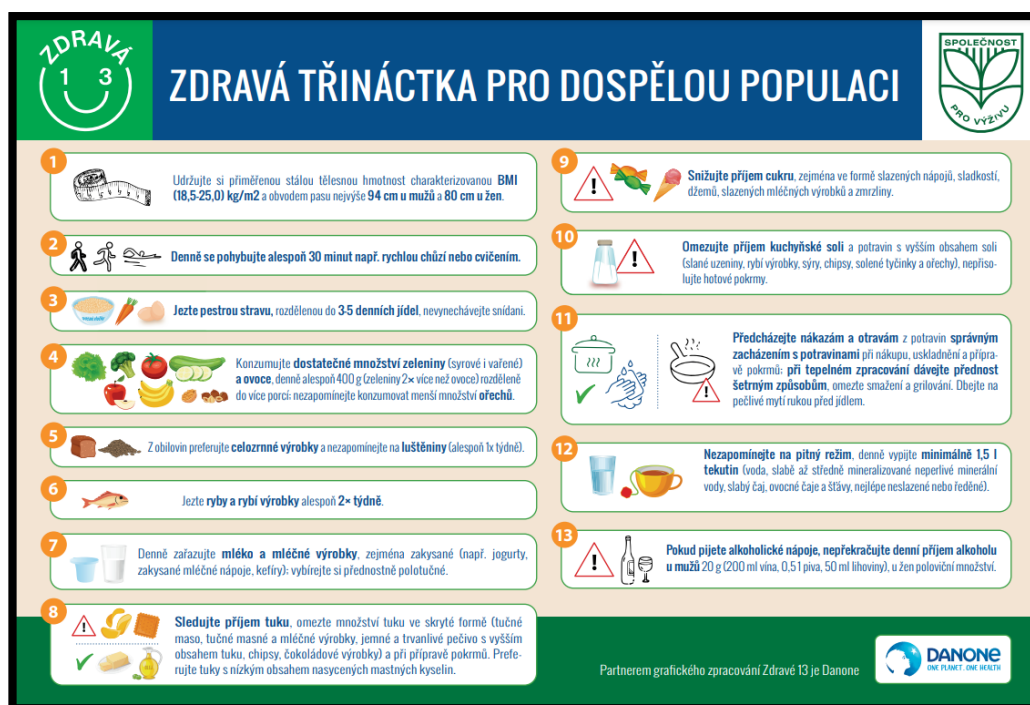 ZDRAVÁ
1 3
ZDRAVÁ TŘINÁCTKA PRO DOSPĚLOU POPULACI
SPOLEČNOST
PRO VÝŽIVU
1
Udržujte si přiměřenou stálou tělesnou hmotnost charakterizovanou BMI
(18,5-25,0) kg/m2 a obvodem pasu nejvýše 94 cm u mužů a 80 cm u žen.
2
Denně se pohybujte alespoň 30 minut např. rychlou chůzí nebo cvičením.
3
Jezte pestrou stravu, rozdělenou do 3-5 denních jídel, nevynechávejte snídani.
4
Konzumujte dostatečné množství zeleniny (syrové i vařené)
a ovoce, denně alespoň 400 g (zeleniny 2× více než ovoce) rozdělené
do více porcí; nezapomínejte konzumovat menší množství ořechů.
5
Z obilovin preferujte celozrnné výrobky a nezapomínejte na luštěniny (alespoň 1x týdně).
6
Jezte ryby a rybí výrobky alespoň 2× týdně.
7
Denně zařazujte mléko a mléčné výrobky, zejména zakysané (např. jogurty,
zakysané mléčné nápoje, kefíry); vybírejte si přednostně polotučné.
8
Sledujte příjem tuku, omezte množství tuku ve skryté formě (tučné
maso, tučné masné a mléčné výrobky, jemné a trvanlivé pečivo s vyšším
obsahem tuku, chipsy, čokoládové výrobky) a při přípravě pokrmů. Prefe-
rujte tuky s nízkým obsahem nasycených mastných kyselin.
9
Snižujte příjem cukru, zejména ve formě slazených nápojů, sladkostí,
džemů, slazených mléčných výrobků a zmrzliny.
10
Omezujte příjem kuchyňské soli a potravin s vyšším obsahem soli
(slané uzeniny, rybí výrobky, sýry, chipsy, solené tyčinky a ořechy), nepřiso-
lujte hotové pokrmy.
11
Předcházejte nákazám a otravám z potravin správným
zacházením s potravinami při nákupu, uskladnění a přípra-
vě pokrmů: při tepelném zpracování dávejte přednost
šetrným způsobům, omezte smažení a grilování. Dbejte na
pečlivé mytí rukou před jídlem.
12
Nezapomínejte na pitný režim, denně vypijte minimálně 1,5 l
tekutin (voda, slabě až středně mineralizované neperlivé minerální
vody, slabý čaj, ovocné čaje a šťávy, nejlépe neslazené nebo ředěné).
13
Pokud pijete alkoholické nápoje, nepřekračujte denní příjem alkoholu
u mužů 20 g (200 ml vína, 0,5 l piva, 50 ml lihoviny), u žen poloviční množství.
Partnerem grafického zpracování Zdravé 13 je Danone
DANONE
ONE PLANET. ONE HEALTH